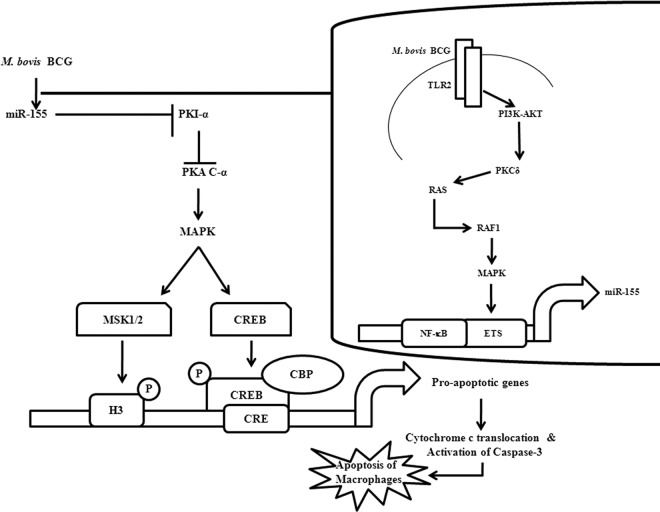 M. bovis BCG
miR-155
PKI-α
PKA C-α
MAPK
MSK1/2
CREB
P
H3
P
CREB
CBP
CRE
M. bovis BCG
TLR2
PI3K-AKT
PKCδ
RAS
RAF1
MAPK
NF-κB
ETS
miR-155
Pro-apoptotic genes
Cytochrome c translocation &
Activation of Caspase-3
Apoptosis of
Macrophages